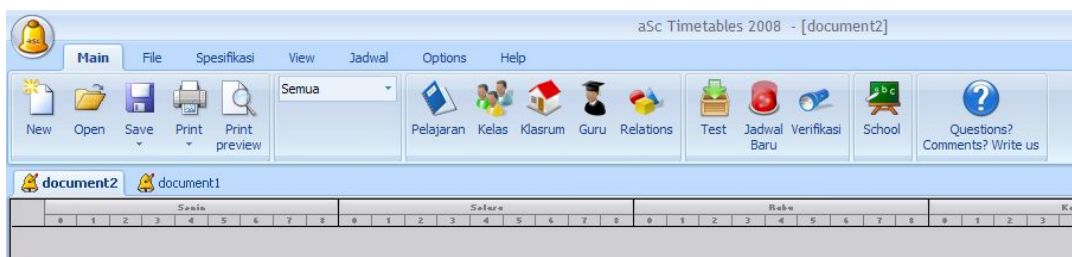 aSc Timetables 2008 - [document2]
aSc
Main File Spesifikasi View Jadwal Options Help
Semua
New Open Save Print Print preview Pelajaran Kelas Klasrum Guru Relations Test Jadwal Baru Verifikasi School Questions? Comments? Write us
document2 document1
Senin Selasa Rabu
0 1 2 3 4 5 6 7 8 0 1 2 3 4 5 6 7 8 0 1 2 3 4 5 6 7 8 0 1 2 3